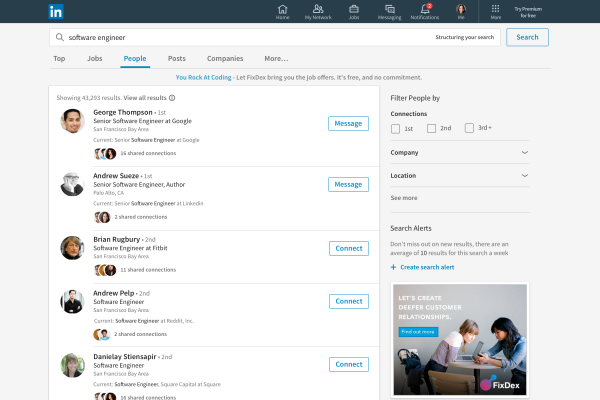 in
Home
My Network
Jobs
Messaging
Notifications
Me
More
Try Premium
for free
software engineer
Structuring your search
Search
Top
Jobs
People
Posts
Companies
More...
You Rock At Coding - Let FixDex bring you the job offers. It's free, and no commitment.
Showing 43,293 results. View all results
George Thompson • 1st
Senior Software Engineer at Google
San Francisco Bay Area
Current: Senior Software Engineer at Google
16 shared connections
Message
Andrew Sueze • 1st
Senior Software Engineer, Author
Palo Alto, CA
Current: Senior Software Engineer at Linkedin
2 shared connections
Message
Brian Rugbury • 2nd
Software Engineer at Fitbit
San Francisco Bay Area
11 shared connections
Connect
Andrew Pelp • 2nd
Software Engineer
San Francisco Bay Area
Current: Software Engineer at Reddit, Inc.
2 shared connections
Connect
Danielay Stiensapir • 2nd
Software Engineer
San Francisco Bay Area
Current: Software Engineer, Square Capital at Square
16 shared connections
Connect
Filter People by
Connections
1st
2nd
3rd+
Company
Location
See more
Search Alerts
Don't miss out on new results, there are an
average of 10 results for this search a week
+ Create search alert
LET'S CREATE
DEEPER CUSTOMER
RELATIONSHIPS.
Find out more
FixDex